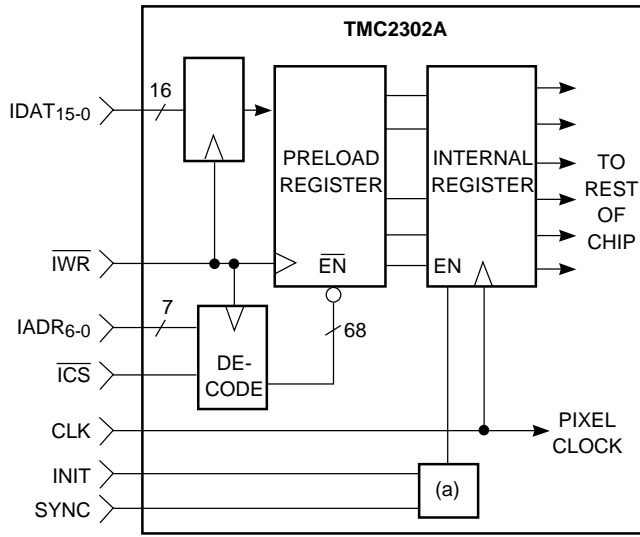 TMC2302A
IDAT15-0
16
PRELOAD
REGISTER
INTERNAL
REGISTER
TO
REST
OF
CHIP
IWR
EN
EN
IADR6-0
7
68
ICS
DE-
CODE
CLK
PIXEL
CLOCK
INIT
(a)
SYNC